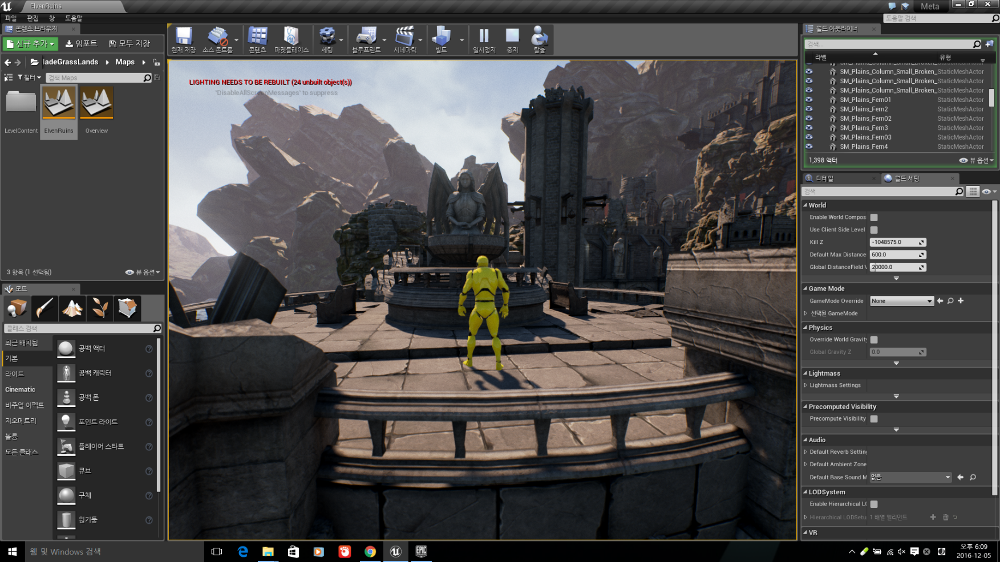 ElvenRuins
Meta
파일 편집 창 도움말
도움말 검색
콘텐츠 브라우저
신규 추가 임포트 모두 저장
Maps
필터 검색 Maps
LevelContent ElvenRuins Overview
3 항목 (1 선택됨) 뷰 옵션
모드
클래스 검색
최근 배치됨
기본
라이트
Cinematic
비주얼 이펙트
지오메트리
볼륨
모든 클래스
공백 액터
공백 캐릭터
공백 폰
포인트 라이트
플레이어 스타트
큐브
구체
원기둥
현재 저장 소스 콘트롤 콘텐츠 마켓플레이스 세팅 블루프린트 시네마틱 빌드 일시정지 중지 탈출
LIGHTING NEEDS TO BE REBUILT (24 unbuilt object(s))
'DisableAllScreenMessages' to suppress
월드 아웃라이너
검색...
라벨 유형
SM_Plains_Column_Small_Broken_ StaticMeshActor
SM_Plains_Column_Small_Broken_ StaticMeshActor
SM_Plains_Column_Small_Broken_ StaticMeshActor
SM_Plains_Fern01 StaticMeshActor
SM_Plains_Fern2 StaticMeshActor
SM_Plains_Fern02 StaticMeshActor
SM_Plains_Fern3 StaticMeshActor
SM_Plains_Fern03 StaticMeshActor
SM_Plains_Fern4 StaticMeshActor
1,398 액터 뷰 옵션
디테일 월드 세팅
검색
World
Enable World Compos
Use Client Side Level
Kill Z -1048575.0
Default Max Distance 600.0
Global DistanceField V 20000.0
Game Mode
GameMode Override None
선택된 GameMode
Physics
Override World Gravity
Global Gravity Z 0.0
Lightmass
Lightmass Settings
Precomputed Visibility
Precompute Visibility
Audio
Default Reverb Settin
Default Ambient Zone
Default Base Sound M 없음
LODSystem
Enable Hierarchical LO
Hierarchical LODSetu 1 배열 엘리먼트
VR
웹 및 Windows 검색
EPIC
오후 6:09
2016-12-05